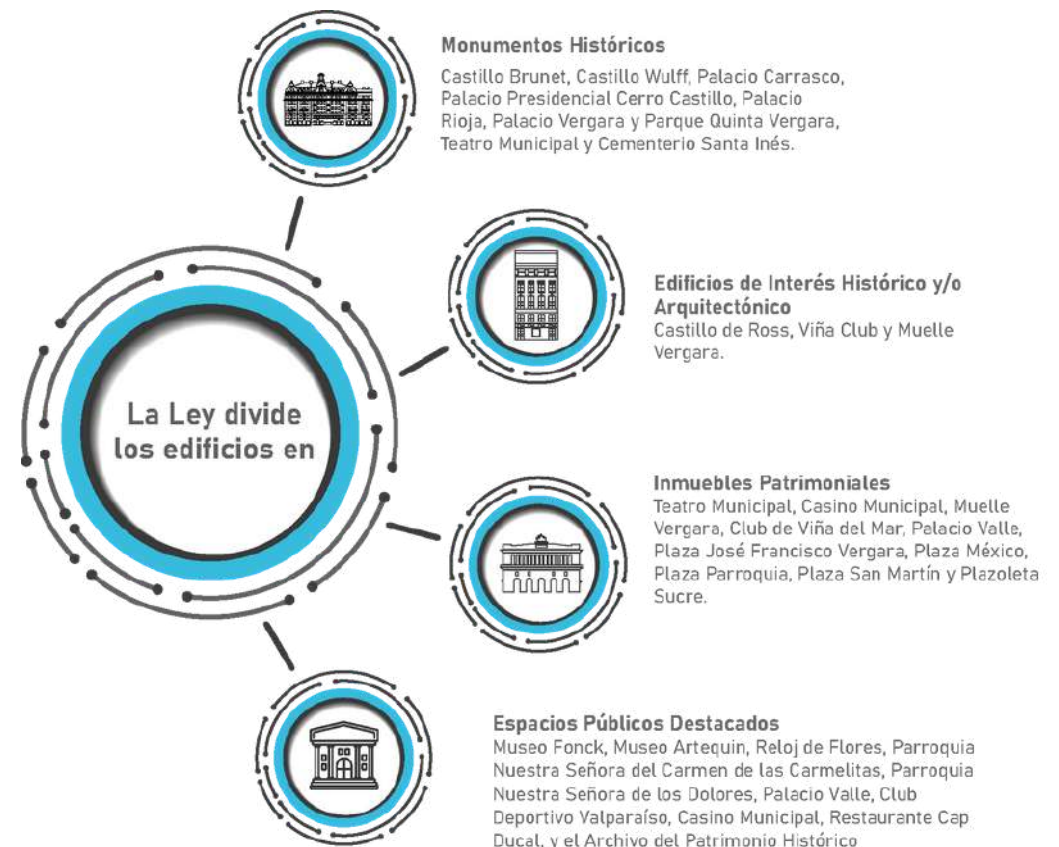 Monumentos Históricos
Castillo Brunet, Castillo Wulff, Palacio Carrasco,
Palacio Presidencial Cerro Castillo, Palacio
Rioja, Palacio Vergara y Parque Quinta Vergara,
Teatro Municipal y Cementerio Santa Inés.
Edificios de Interés Histórico y/o
Arquitectónico
Castillo de Ross, Viña Club y Muelle
Vergara.
La Ley divide
los edificios en
Inmuebles Patrimoniales
Teatro Municipal, Casino Municipal, Muelle
Vergara, Club de Viña del Mar, Palacio Valle,
Plaza José Francisco Vergara, Plaza México,
Plaza Parroquia, Plaza San Martín y Plazoleta
Sucre.
Espacios Públicos Destacados
Museo Fonck, Museo Artequin, Reloj de Flores, Parroquia
Nuestra Señora del Carmen de las Carmelitas, Parroquia
Nuestra Señora de los Dolores, Palacio Valle, Club
Deportivo Valparaíso, Casino Municipal, Restaurante Cap
Ducal, y el Archivo del Patrimonio Histórico